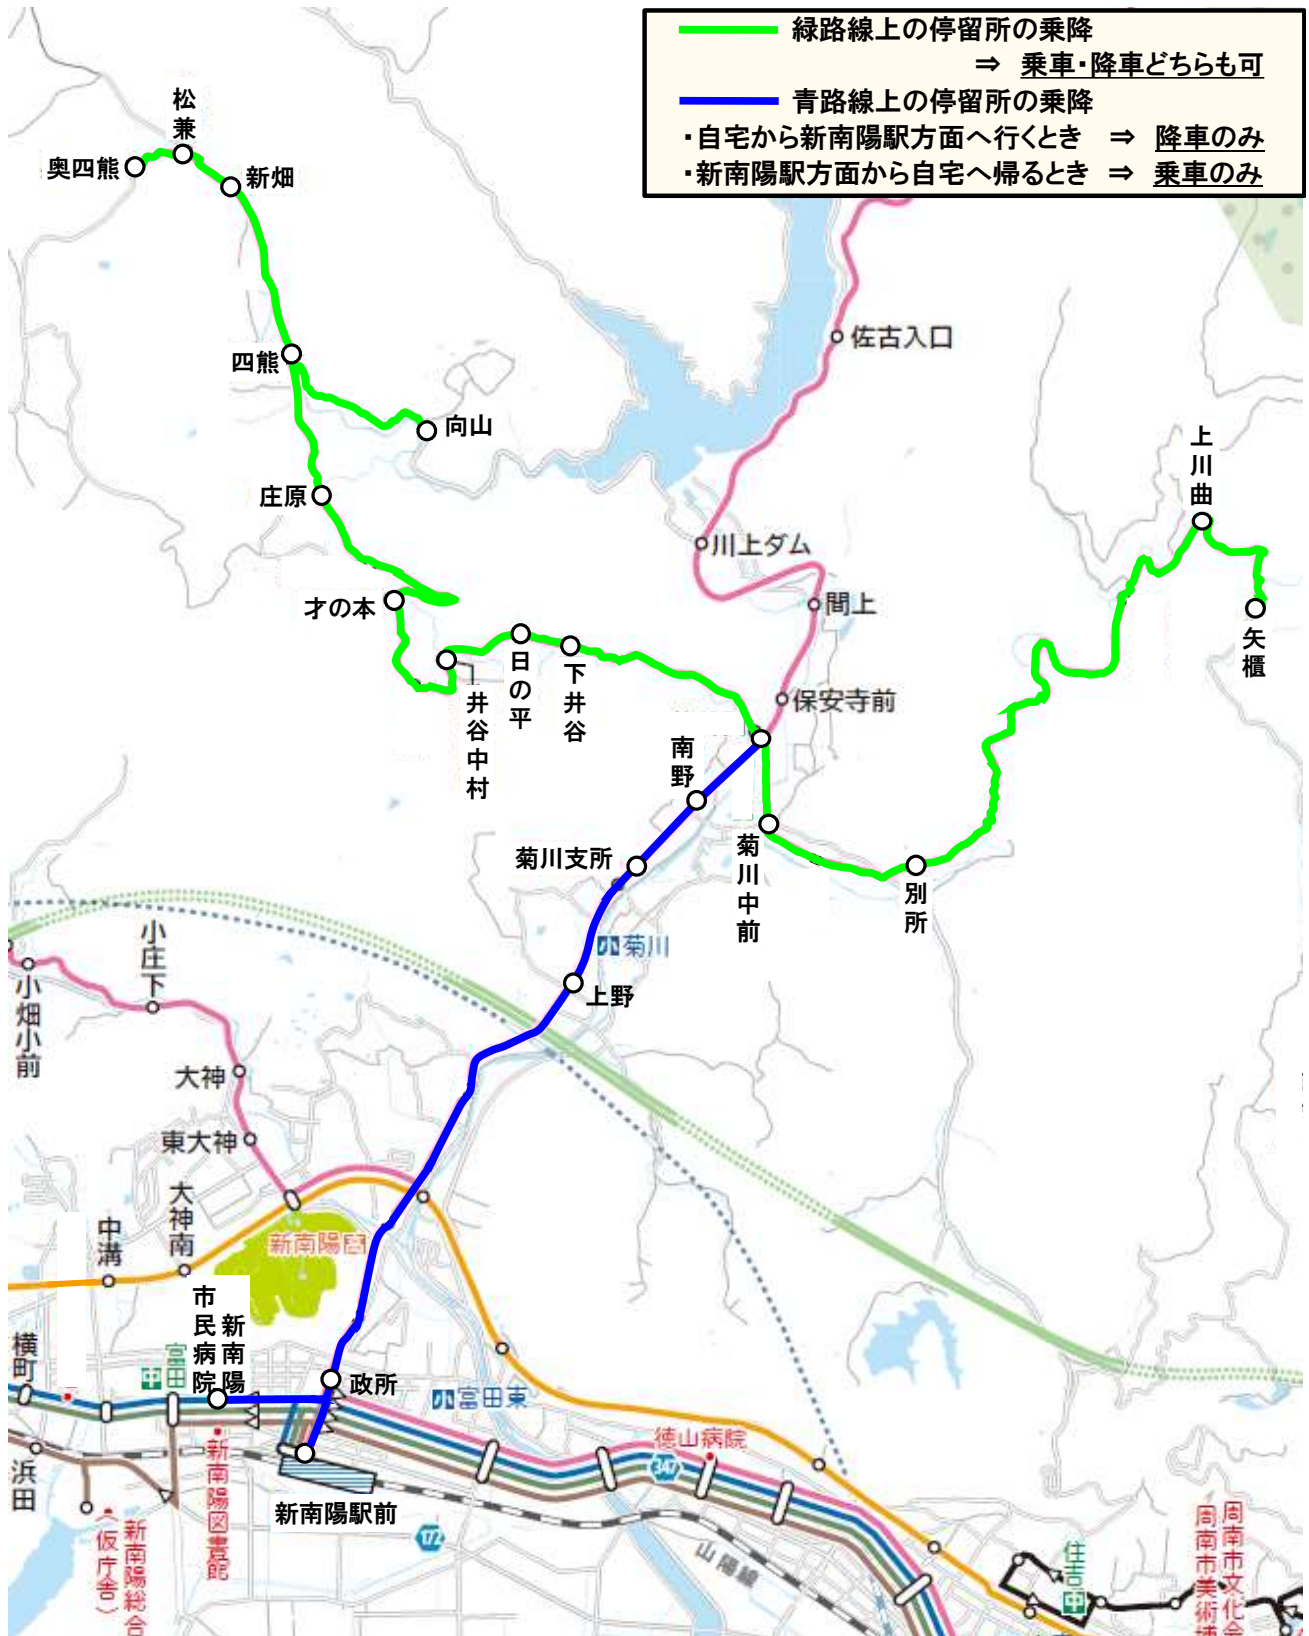 緑路線上の停留所の乗降
⇒ 乗車・降車どちらも可
青路線上の停留所の乗降
・自宅から新南陽駅方面へ行くとき ⇒ 降車のみ
・新南陽駅方面から自宅へ帰るとき ⇒ 乗車のみ
松兼
奥四熊
新畑
佐古入口
四熊
向山
上川曲
庄原
川上ダム
才の本
間上
矢櫃
日の平
下井谷
井谷中村
保安寺前
南野
菊川支所
菊川中前
別所
小庄下
菊川
上野
小畑小前
大神
東大神
大神南
中溝
新南陽高
市民病院
新南陽
横町
富田
中
政所
富田東
徳山病院
347
浜田
新南陽図書館
新南陽駅前
新南陽総合
(仮庁舎)
172
山陽線
住吉
中
周南市美術博
周南市文化会